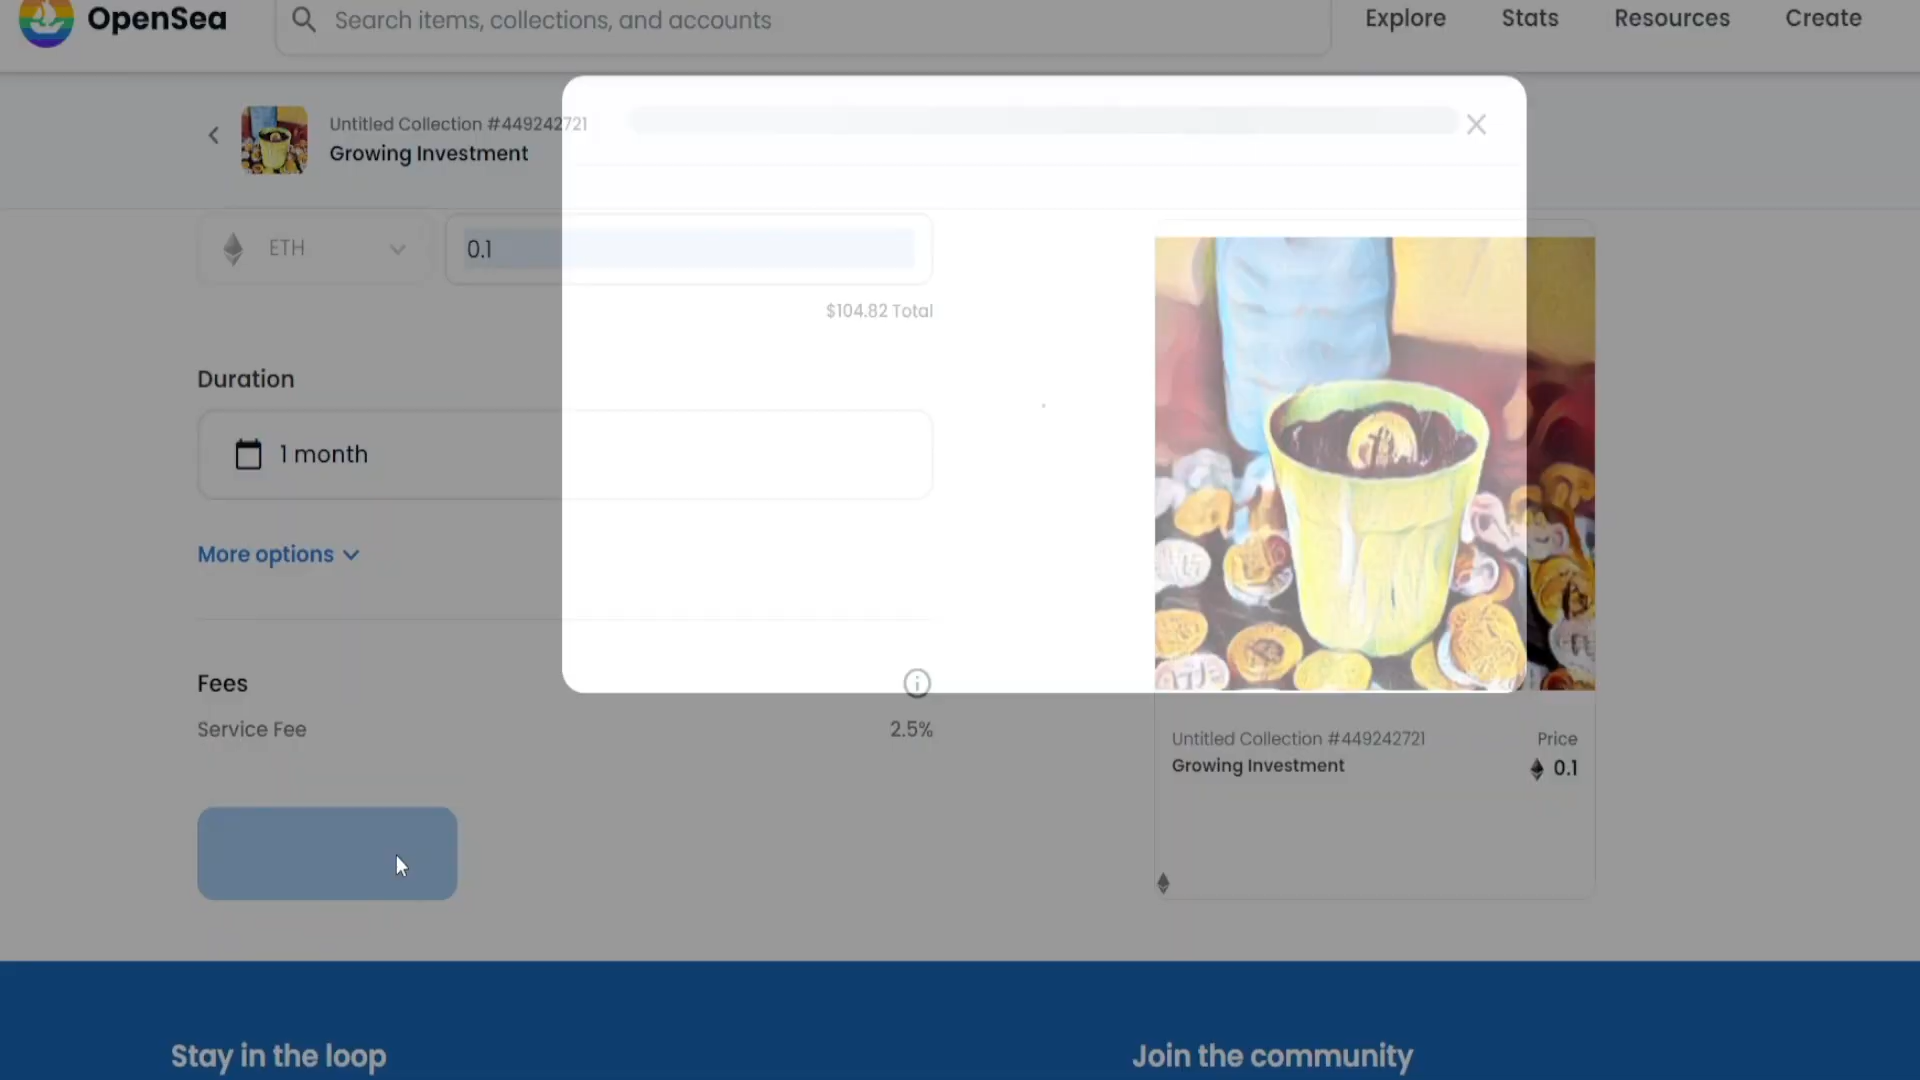 OpenSea
Search items, collections, and accounts
Explore
Stats
Resources
Create
Untitled Collection #449242721
Growing Investment
ETH
0.1
$104.82 Total
Duration
1 month
More options
Fees
Service Fee
2.5%
Untitled Collection #449242721
Price
Growing Investment
0.1
Stay in the loop
Join the community